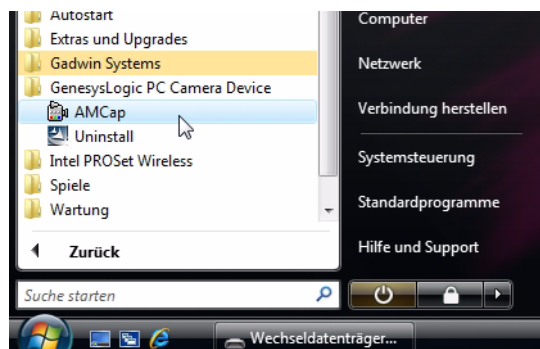 Autostart
Extras und Upgrades
Gadwin Systems
GenesysLogic PC Camera Device
AMCap
Uninstall
Intel PROSet Wireless
Spiele
Wartung
Zurück
Suche starten
Computer
Netzwerk
Verbindung herstellen
Systemsteuerung
Standardprogramme
Hilfe und Support
Wechseldatenträger...